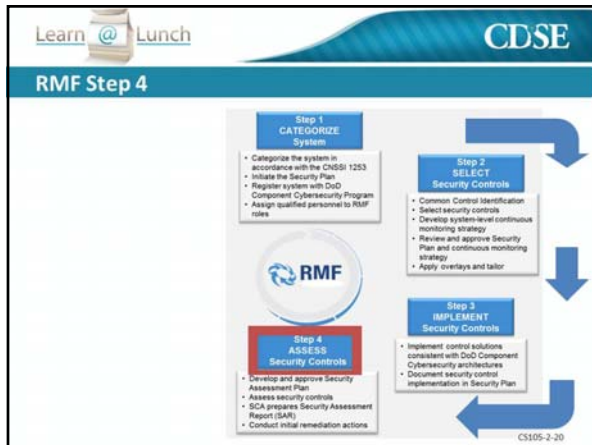 Learn @ Lunch
CDSE
RMF Step 4
Step 1
CATEGORIZE
System
• Categorize the system in
accordance with the CNSSI 1253
• Initiate the Security Plan
• Register system with DoD
Component Cybersecurity Program
• Assign qualified personnel to RMF
roles
Step 2
SELECT
Security Controls
• Common Control Identification
• Select security controls
• Develop system-level continuous
monitoring strategy
• Review and approve Security
Plan and continuous monitoring
strategy
• Apply overlays and tailor
RMF
Step 3
IMPLEMENT
Security Controls
• Implement control solutions
consistent with DoD Component
Cybersecurity architectures
• Document security control
implementation in Security Plan
Step 4
ASSESS
Security Controls
• Develop and approve Security
Assessment Plan
• Assess security controls
• SCA prepares Security Assessment
Report (SAR)
• Conduct initial remediation actions
CS105-2-20